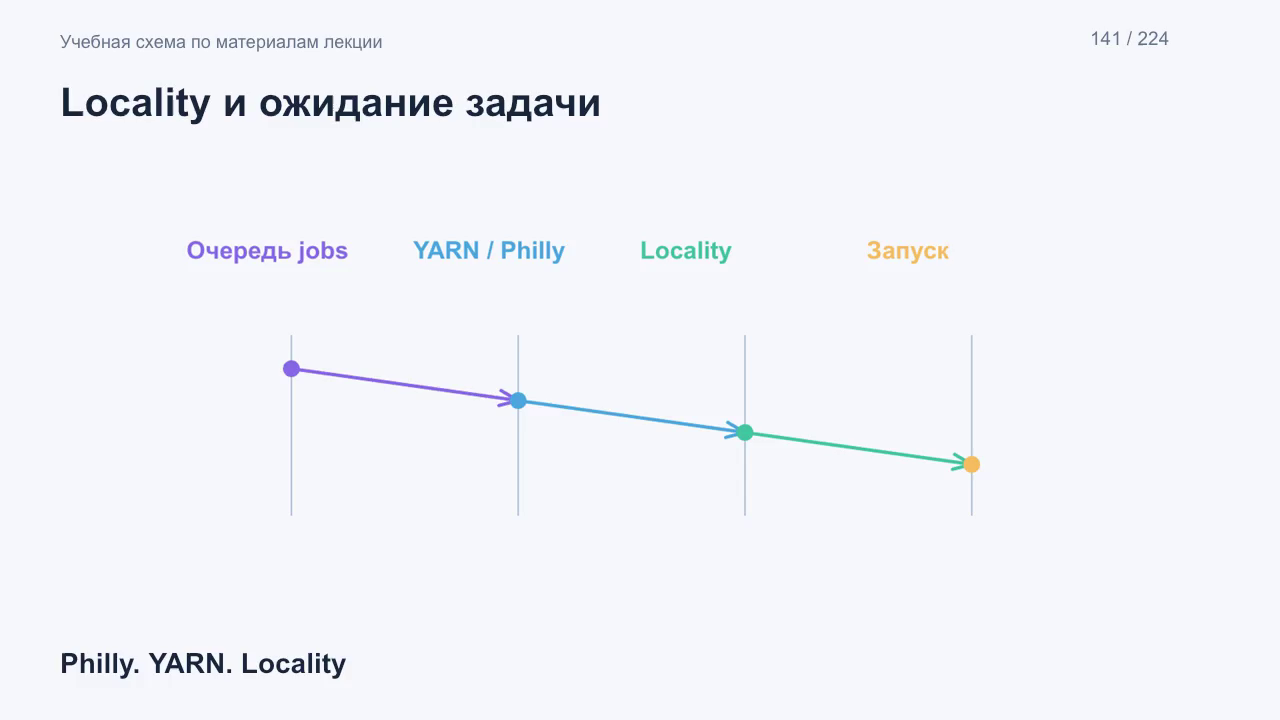 Учебная схема по материалам лекции
141 / 224
Locality и ожидание задачи
Очередь jobs
YARN / Philly
Locality
Запуск
Philly. YARN. Locality